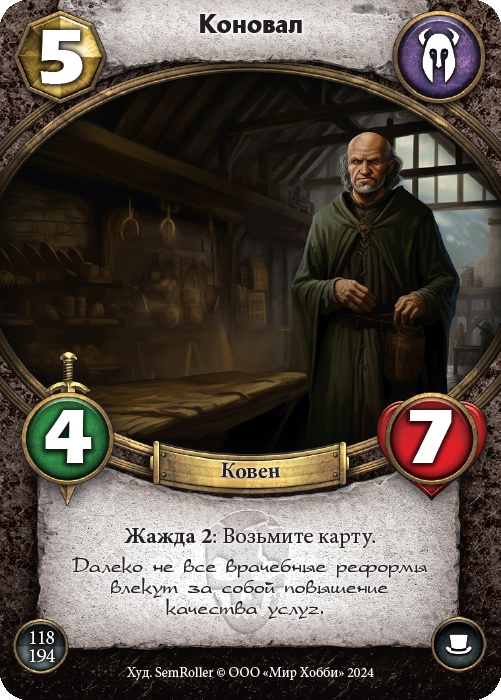 Коновал
5
4
7
Ковен
Жажда 2: Возьмите карту.
Далеко не все врачебные реформы
влекут за собой повышение
качества услуг.
118
194
Худ. SemRoller © ООО «Мир Хобби» 2024